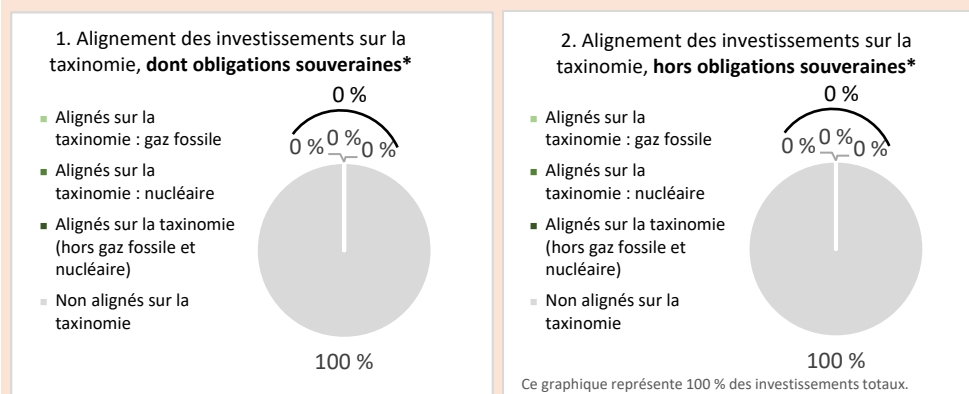 1. Alignement des investissements sur la
taxinomie, dont obligations souveraines*
0 %
Alignés sur la
taxinomie : gaz fossile
0 % 0 % 0 %
Alignés sur la
taxinomie : nucléaire
Alignés sur la taxinomie
(hors gaz fossile et
nucléaire)
Non alignés sur la
taxinomie
100 %
2. Alignement des investissements sur la
taxinomie, hors obligations souveraines*
0 %
Alignés sur la
taxinomie : gaz fossile
0 % 0 % 0 %
Alignés sur la
taxinomie : nucléaire
Alignés sur la taxinomie
(hors gaz fossile et
nucléaire)
Non alignés sur la
taxinomie
100 %
Ce graphique représente 100 % des investissements totaux.